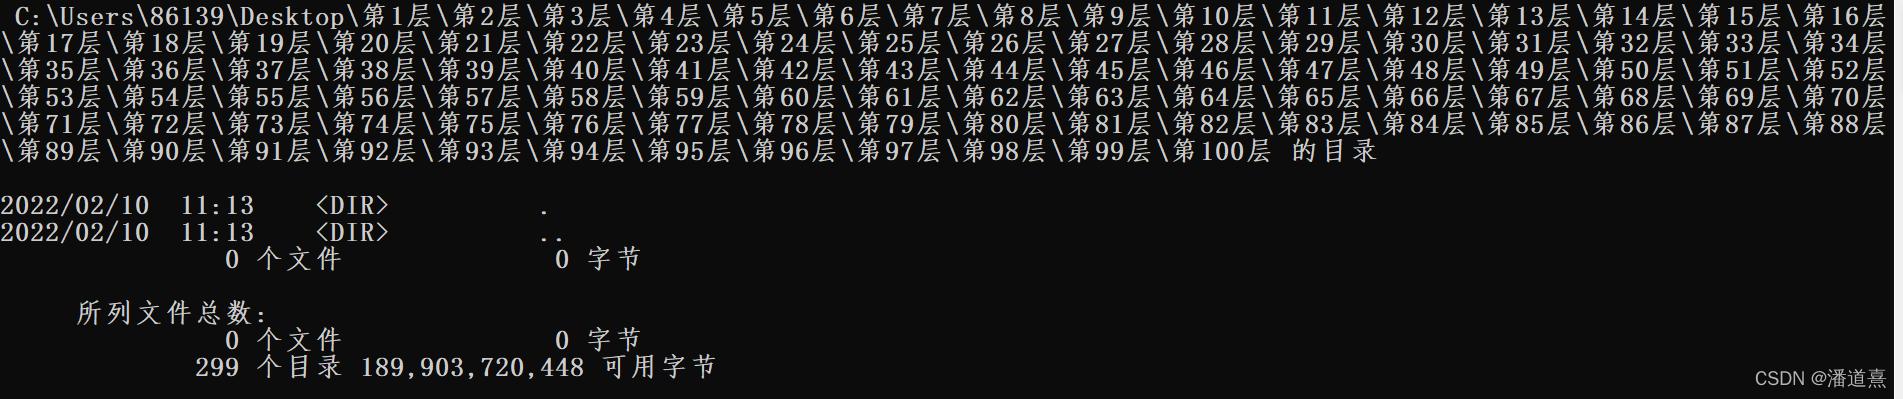 C:\Users\86139\Desktop\第1层\第2层\第3层\第4层\第5层\第6层\第7层\第8层\第9层\第10层\第11层\第12层\第13层\第14层\第15层\第16层
\第17层\第18层\第19层\第20层\第21层\第22层\第23层\第24层\第25层\第26层\第27层\第28层\第29层\第30层\第31层\第32层\第33层\第34层
\第35层\第36层\第37层\第38层\第39层\第40层\第41层\第42层\第43层\第44层\第45层\第46层\第47层\第48层\第49层\第50层\第51层\第52层
\第53层\第54层\第55层\第56层\第57层\第58层\第59层\第60层\第61层\第62层\第63层\第64层\第65层\第66层\第67层\第68层\第69层\第70层
\第71层\第72层\第73层\第74层\第75层\第76层\第77层\第78层\第79层\第80层\第81层\第82层\第83层\第84层\第85层\第86层\第87层\第88层
\第89层\第90层\第91层\第92层\第93层\第94层\第95层\第96层\第97层\第98层\第99层\第100层 的目录
2022/02/10  11:13    <DIR>          .
2022/02/10  11:13    <DIR>          ..
0 个文件              0 字节
所列文件总数:
0 个文件              0 字节
299 个目录 189,903,720,448 可用字节
CSDN @潘道熹